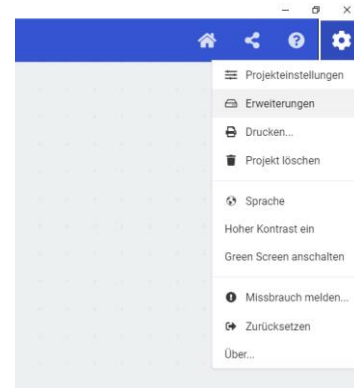 Projekteinstellungen
Erweiterungen
Drucken...
Projekt löschen
Sprache
Hoher Kontrast ein
Green Screen anschalten
Missbrauch melden...
Zurücksetzen
Über...